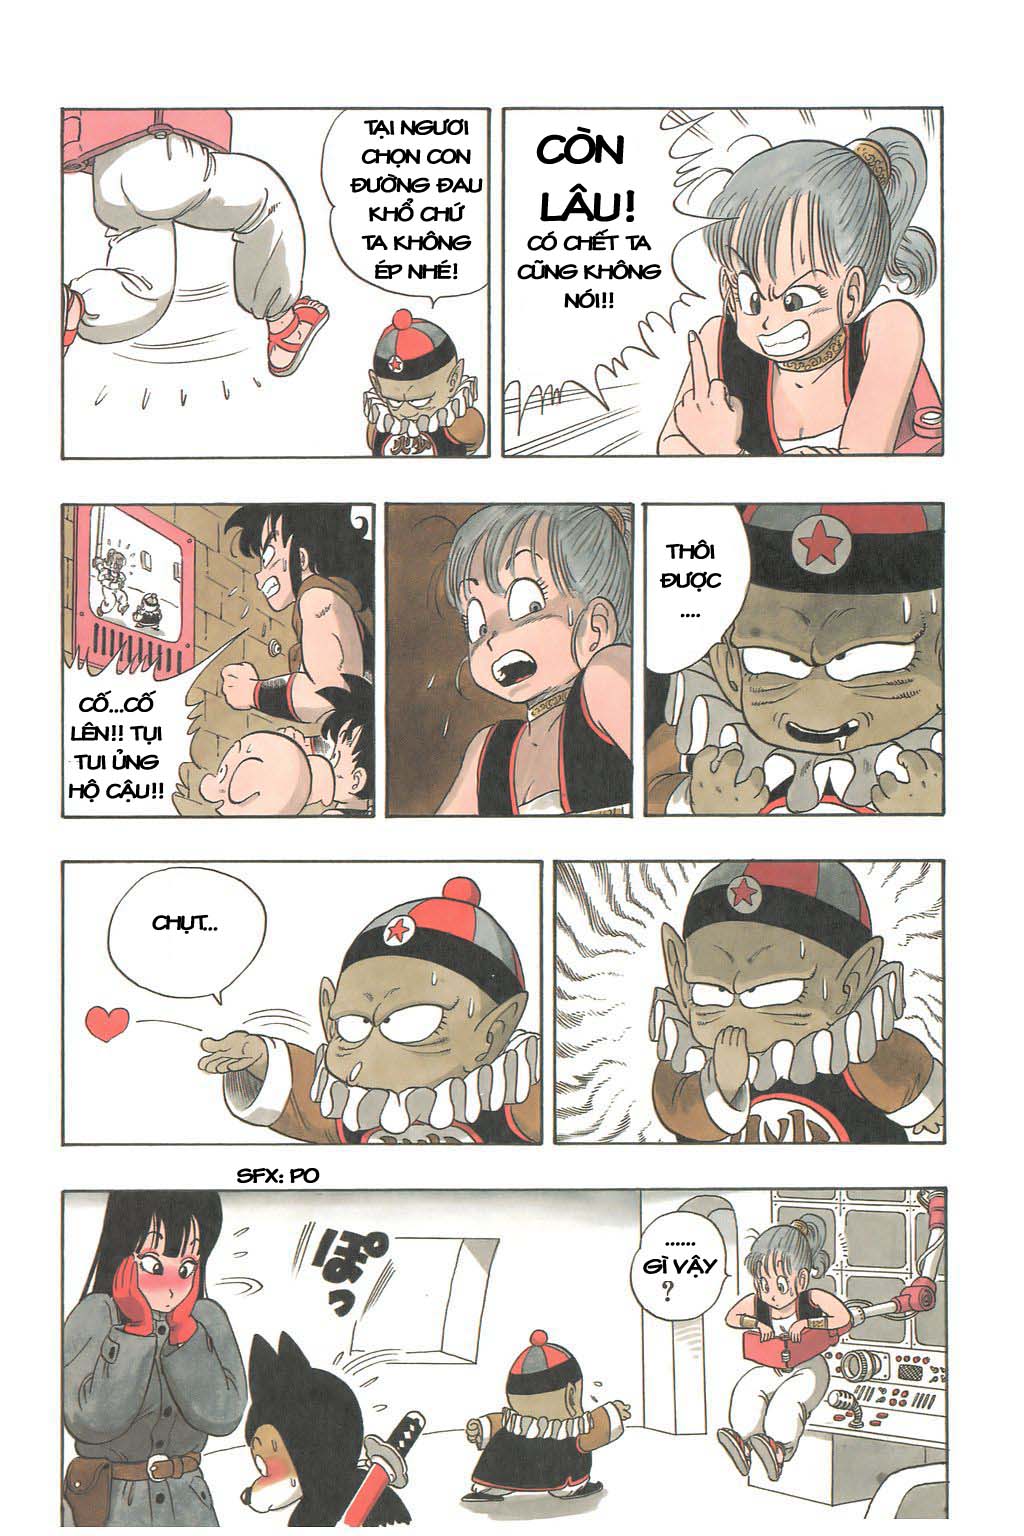 TẠI NGƯƠI
CHỌN CON
ĐƯỜNG ĐAU
KHỔ CHỨ
TA KHÔNG
ÉP NHÉ!
CÒN
LÂU!
CÓ CHẾT TA
CŨNG KHÔNG
NÓI!!
CỐ...CỐ
LÊN!! TỤI
TUI ỦNG
HỘ CẬU!!
THÔI
ĐƯỢC
....
CHỤT...
SFX: PO
ぽっ
......
GÌ VẬY
?